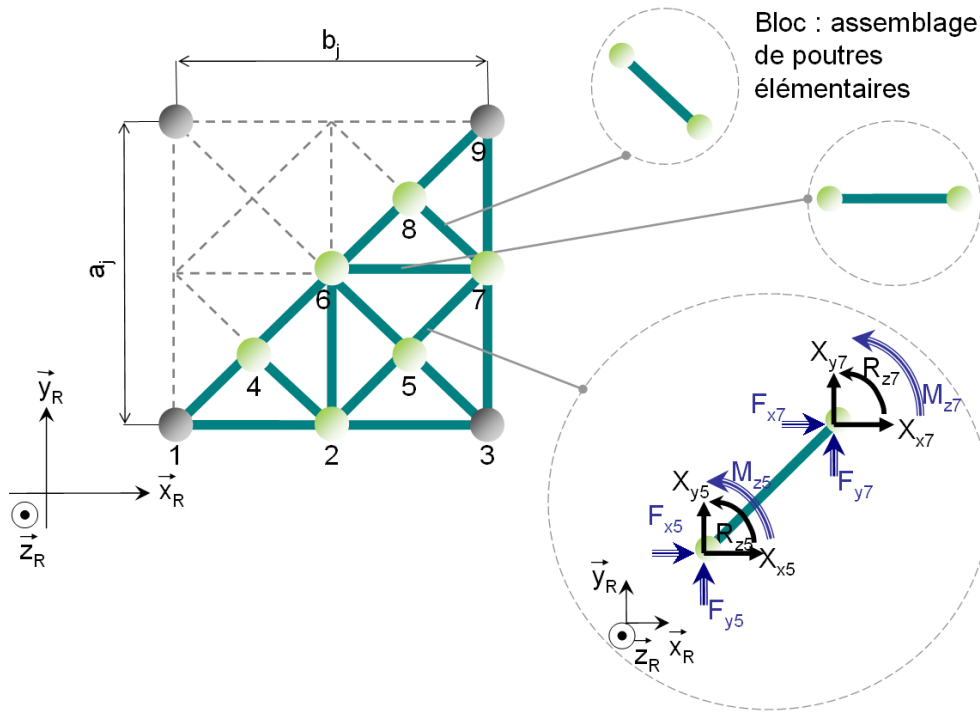 Bloc : assemblage
de poutres
élémentaires
b_j
a_j
9
8
6
7
4
5
1
2
3
y_R
x_R
z_R
X_y7
R_z7
M_z7
F_x7
X_x7
F_y7
X_y5
M_z5
F_x5
R_z5
X_x5
F_y5
y_R
z_R
x_R